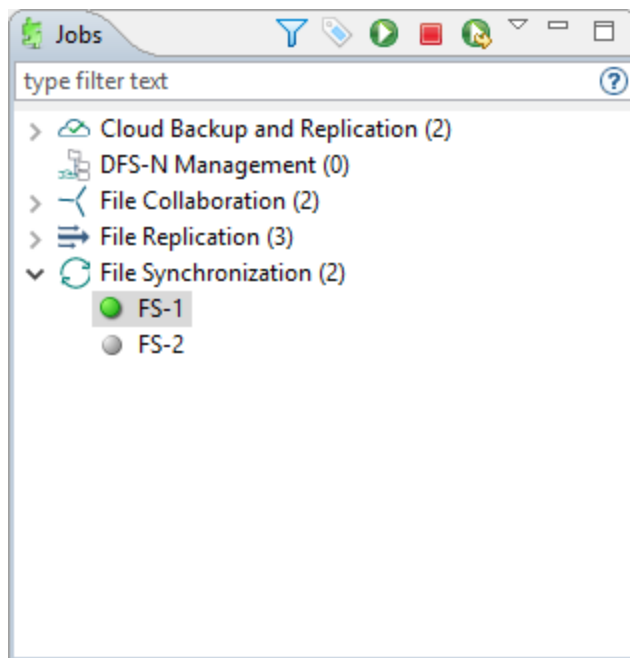 Jobs
type filter text
Cloud Backup and Replication (2)
DFS-N Management (0)
File Collaboration (2)
File Replication (3)
File Synchronization (2)
FS-1
FS-2